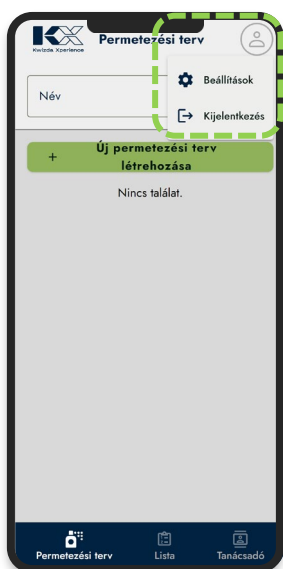 KX
Kwizda Xperience
Permetezési terv
Beállítások
Név
Kijelentkezés
+ Új permetezési terv
létrehozása
Nincs találat.
Permetezési terv Lista Tanácsadó